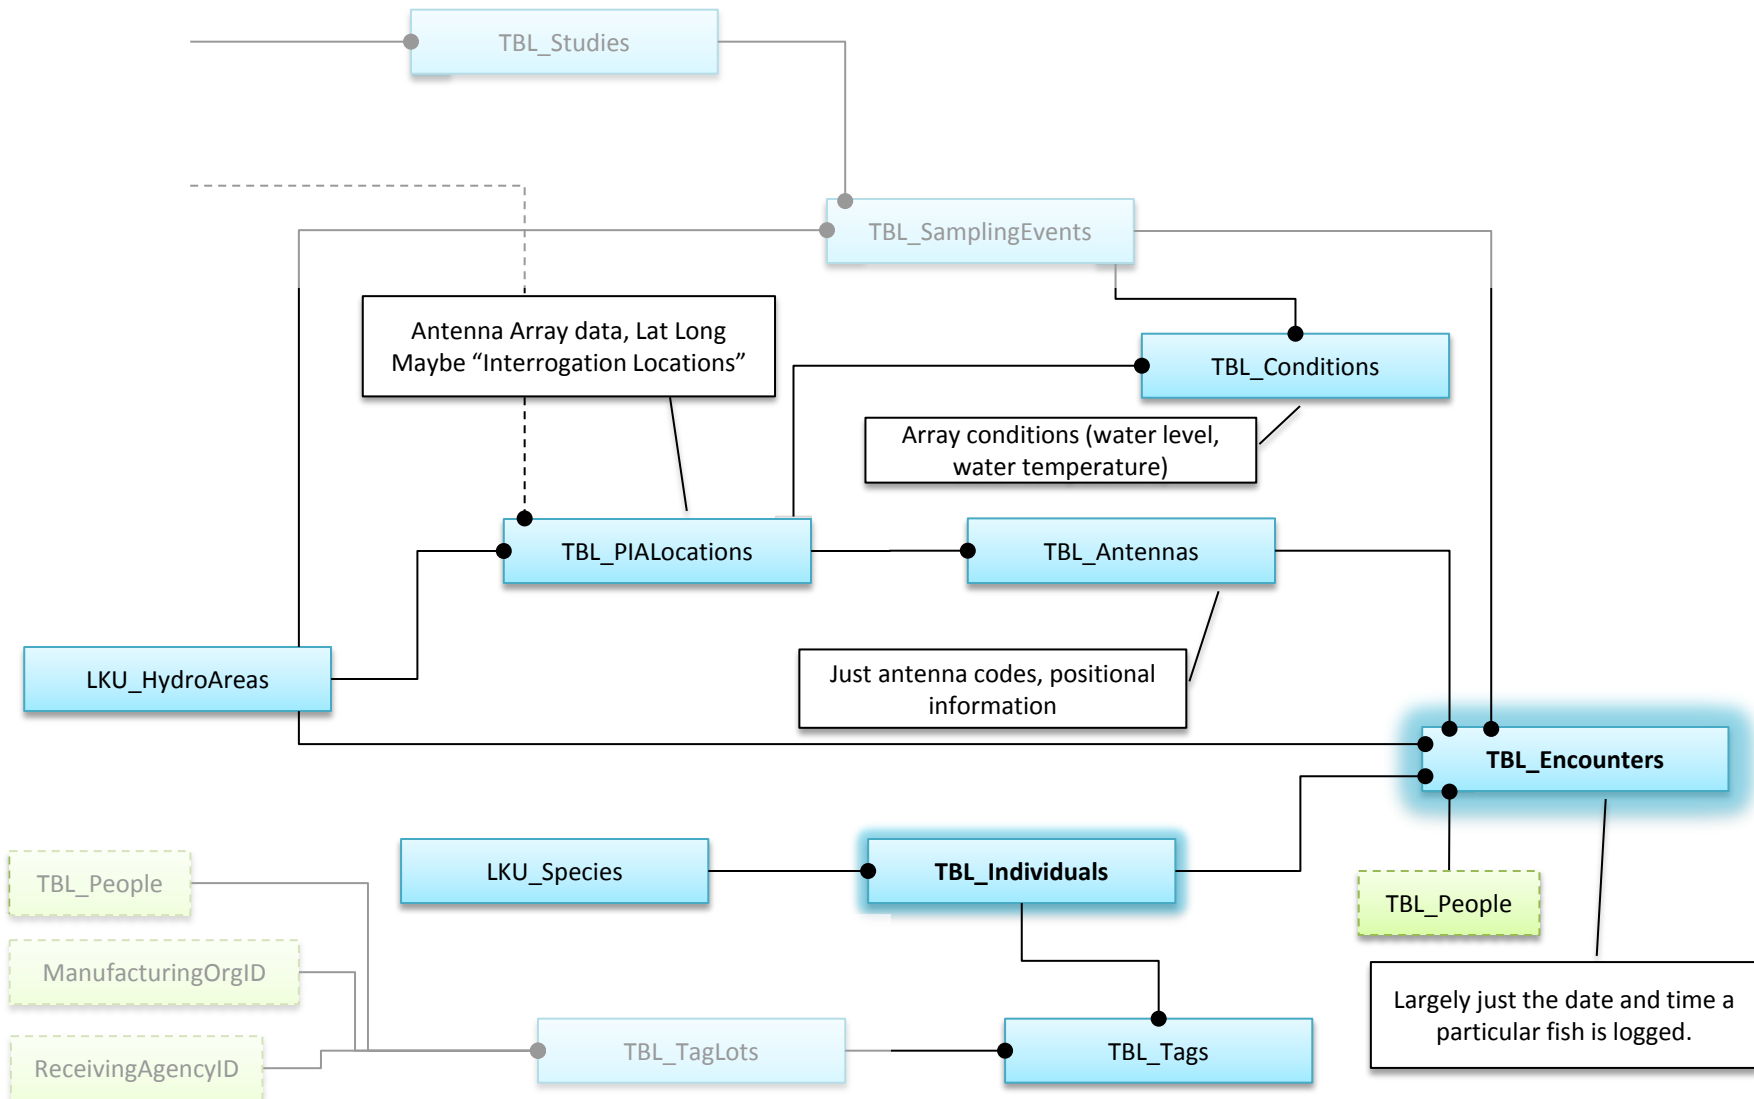 TBL_Studies
TBL_SamplingEvents
Antenna Array data, Lat Long
Maybe “Interrogation Locations”
TBL_Conditions
Array conditions (water level,
water temperature)
TBL_PIALocations
TBL_Antennas
LKU_HydroAreas
Just antenna codes, positional
information
TBL_Encounters
LKU_Species
TBL_Individuals
TBL_People
TBL_People
ManufacturingOrgID
Largely just the date and time a
particular fish is logged.
TBL_TagLots
TBL_Tags
ReceivingAgencyID